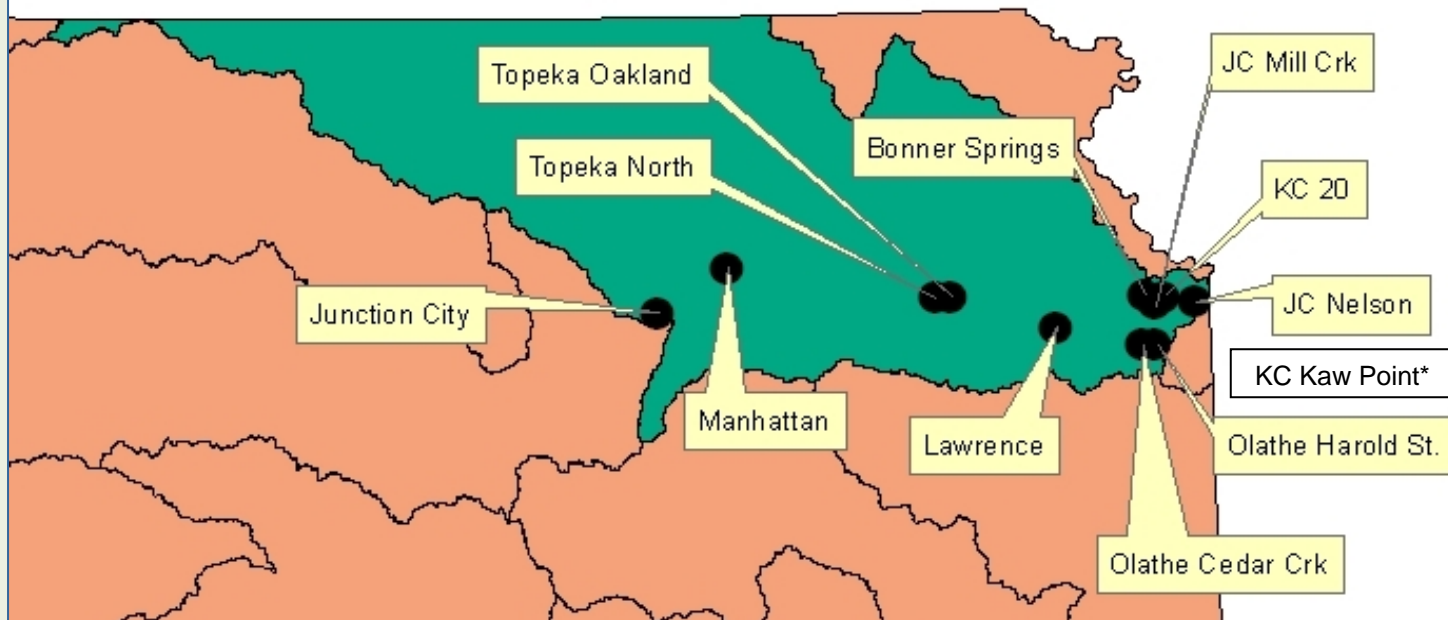 Topeka Oakland
JC Mill Crk
Bonner Springs
Topeka North
KC 20
Junction City
JC Nelson
KC Kaw Point*
Manhattan
Lawrence
Olathe Harold St.
Olathe Cedar Crk